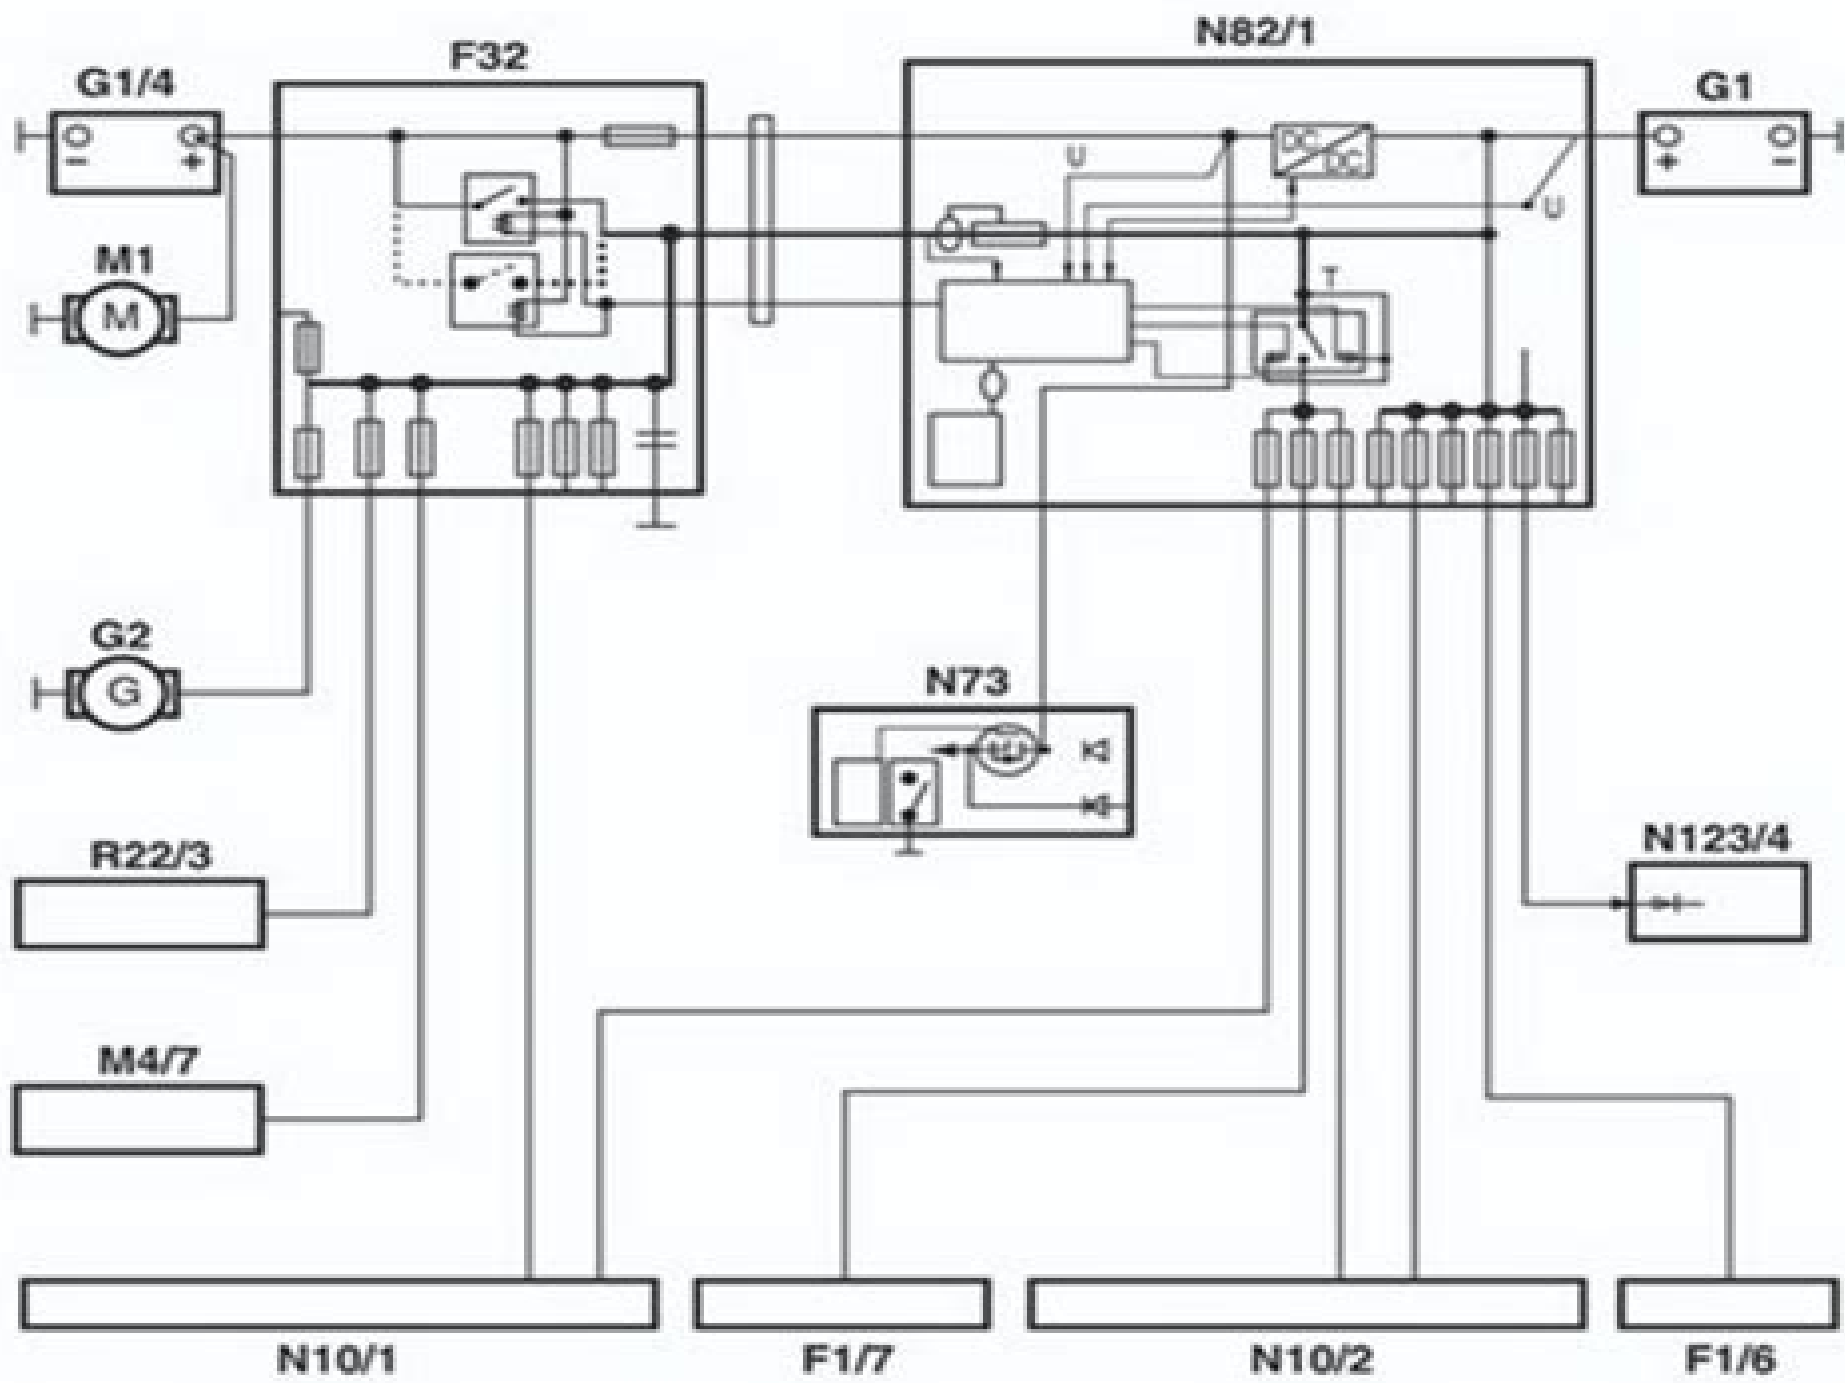 N82/1
F32
G1/4
G1
DC
DC
U
U
M1
M
T
G2
G
N73
N123/4
R22/3
M4/7
N10/1
F1/7
N10/2
F1/6